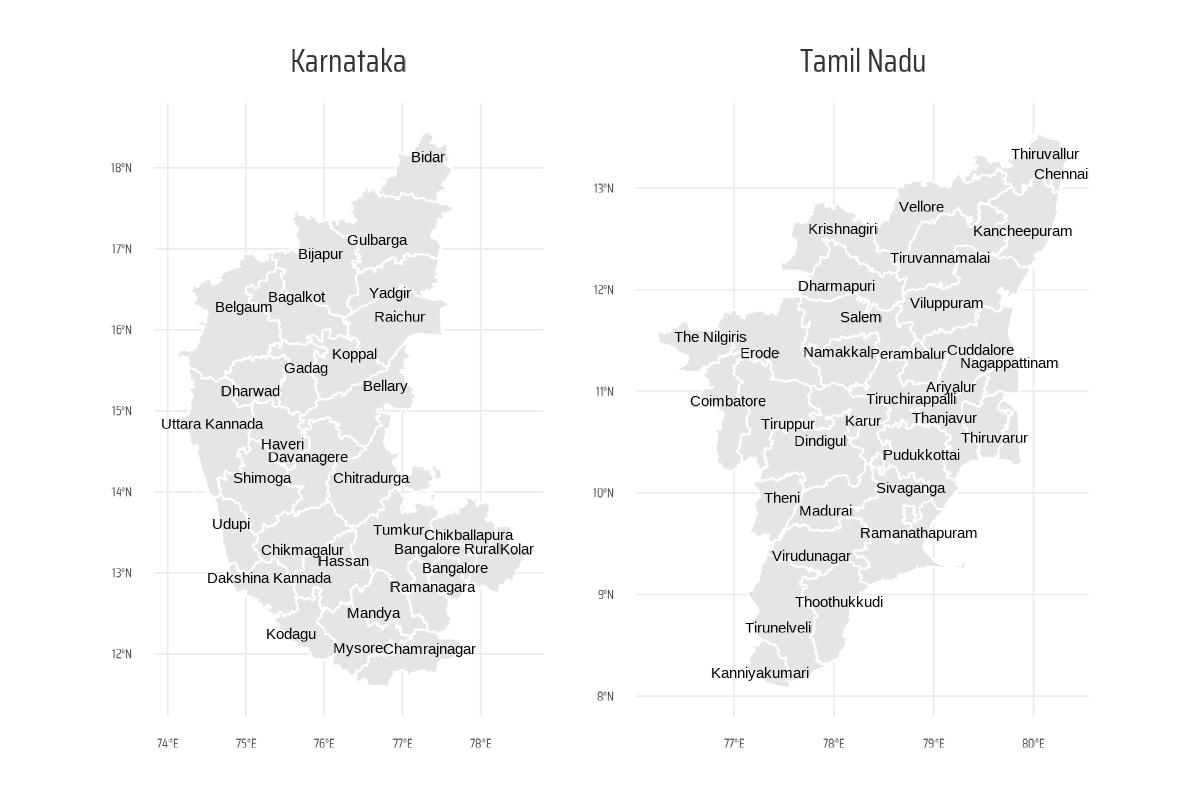 Karnataka
Tamil Nadu
18°N
17°N
16°N
15°N
14°N
13°N
12°N
Bidar
Gulbarga
Bijapur
Yadgir
Bagalkot
Belgaum
Raichur
Koppal
Gadag
Bellary
Dharwad
Uttara Kannada
Haveri
Davanagere
Shimoga
Chitradurga
Udupi
Tumkur
Chikballapura
Chikmagalur
Bangalore Rural
Kolar
Hassan
Bangalore
Dakshina Kannada
Ramanagara
Mandya
Kodagu
Mysore
Chamrajnagar
74°E
75°E
76°E
77°E
78°E
13°N
12°N
11°N
10°N
9°N
8°N
Thiruvallur
Chennai
Vellore
Krishnagiri
Kancheepuram
Tiruvannamalai
Dharmapuri
Viluppuram
Salem
The Nilgiris
Erode
Namakkal
Perambalur
Cuddalore
Nagappattinam
Ariyalur
Coimbatore
Tiruchirappalli
Thanjavur
Tiruppur
Karur
Dindigul
Thiruvarur
Pudukkottai
Sivaganga
Theni
Madurai
Ramanathapuram
Virudunagar
Thoothukkudi
Tirunelveli
Kanniyakumari
77°E
78°E
79°E
80°E